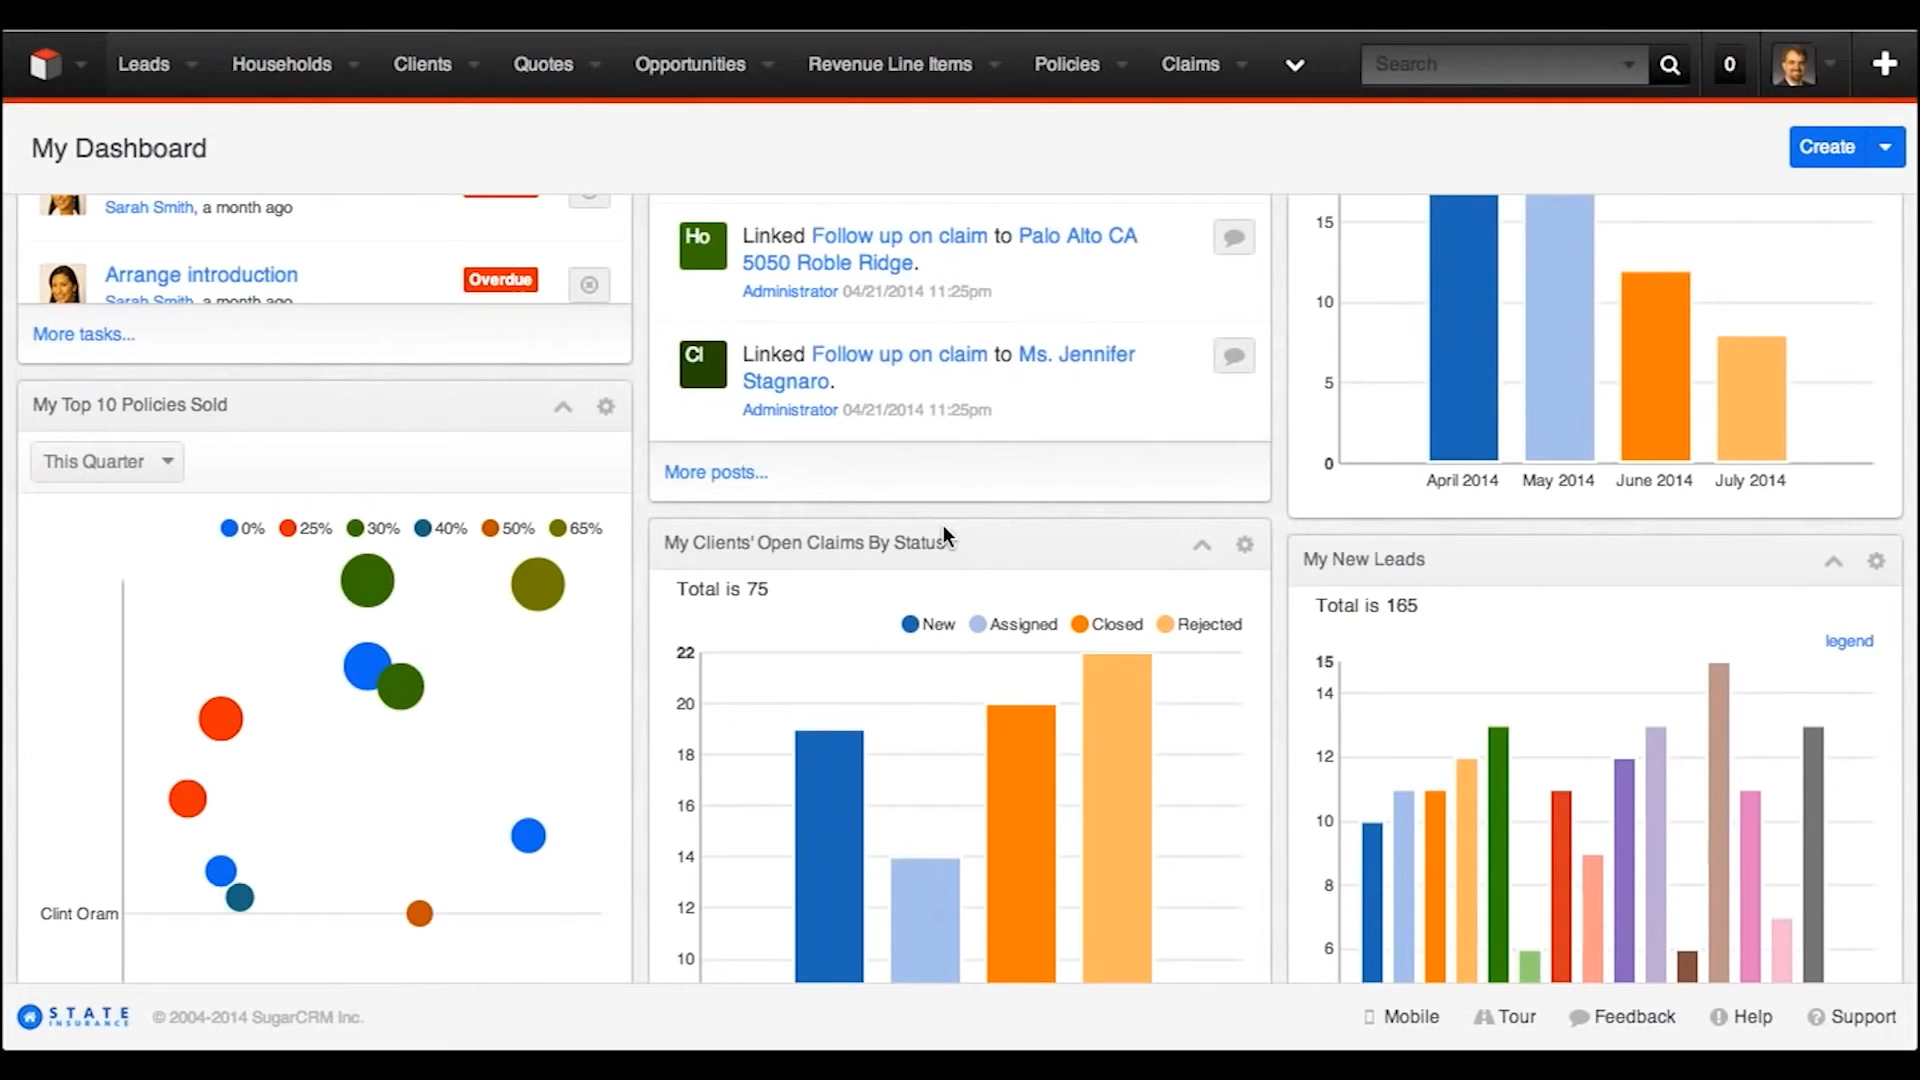 Leads
Households
Clients
Quotes
Opportunities
Revenue Line Items
Policies
Claims
Search
0
My Dashboard
Create
Sarah Smith, a month ago
Arrange introduction
Overdue
Sarah Smith, a month ago
More tasks...
My Top 10 Policies Sold
This Quarter
0% 25% 30% 40% 50% 65%
Clint Oram
Ho
Linked Follow up on claim to Palo Alto CA
5050 Roble Ridge.
Administrator 04/21/2014 11:25pm
Cl
Linked Follow up on claim to Ms. Jennifer
Stagnaro.
Administrator 04/21/2014 11:25pm
More posts...
My Clients' Open Claims By Status
Total is 75
New Assigned Closed Rejected
22
20
18
16
14
12
10
15
10
5
0
April 2014 May 2014 June 2014 July 2014
My New Leads
Total is 165
legend
15
14
12
10
8
6
STATE
INSURANCE
© 2004-2014 SugarCRM Inc.
Mobile
Tour
Feedback
Help
Support